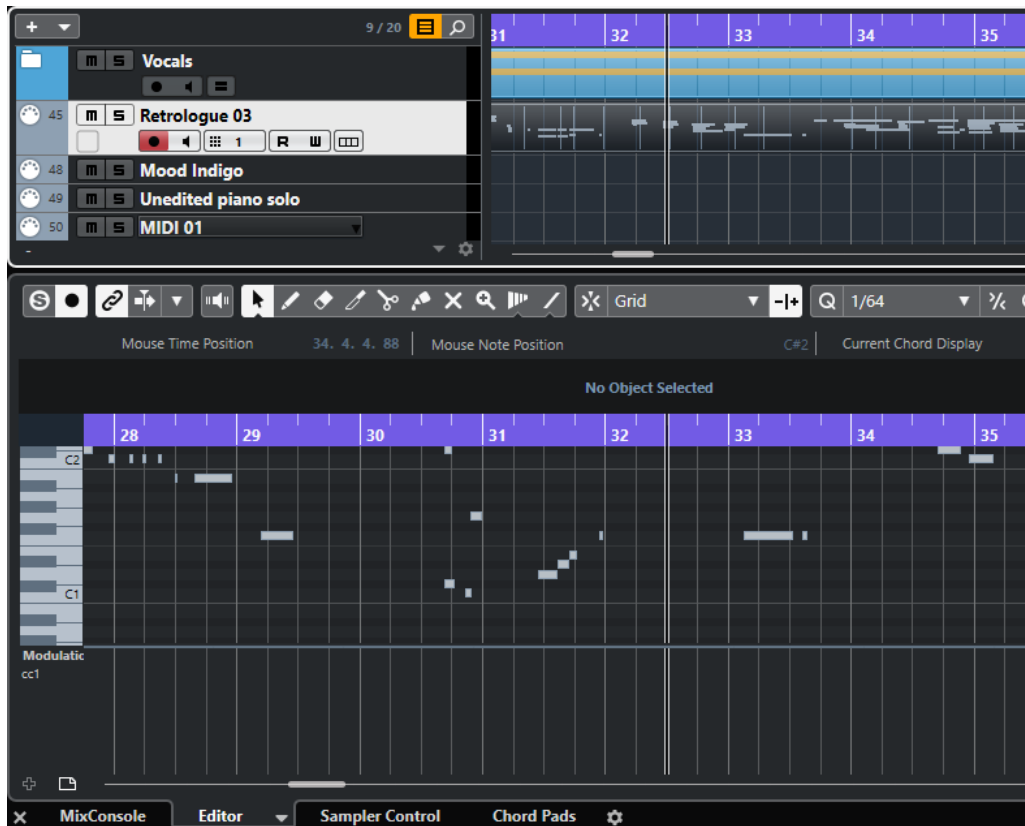 9 / 20
31 32 33 34 35
m S Vocals
45 m S Retrologue 03
1 R W
48 m S Mood Indigo
49 m S Unedited piano solo
50 m S MIDI 01
S Grid Q 1/64
Mouse Time Position 34. 4. 4. 88 Mouse Note Position C#2 Current Chord Display
No Object Selected
28 29 30 31 32 33 34 35
C2
C1
Modulatic
cc1
MixConsole Editor Sampler Control Chord Pads